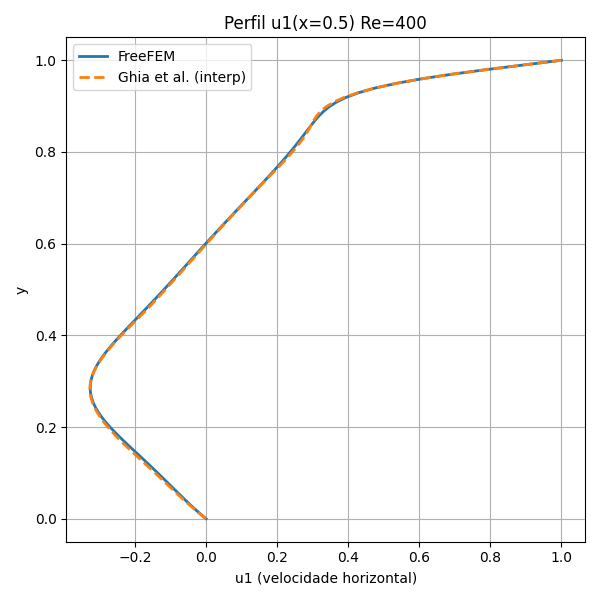 Perfil u1(x=0.5) Re=400
FreeFEM
Ghia et al. (interp)
1.0
0.8
0.6
0.4
0.2
0.0
y
−0.2 0.0 0.2 0.4 0.6 0.8 1.0
u1 (velocidade horizontal)